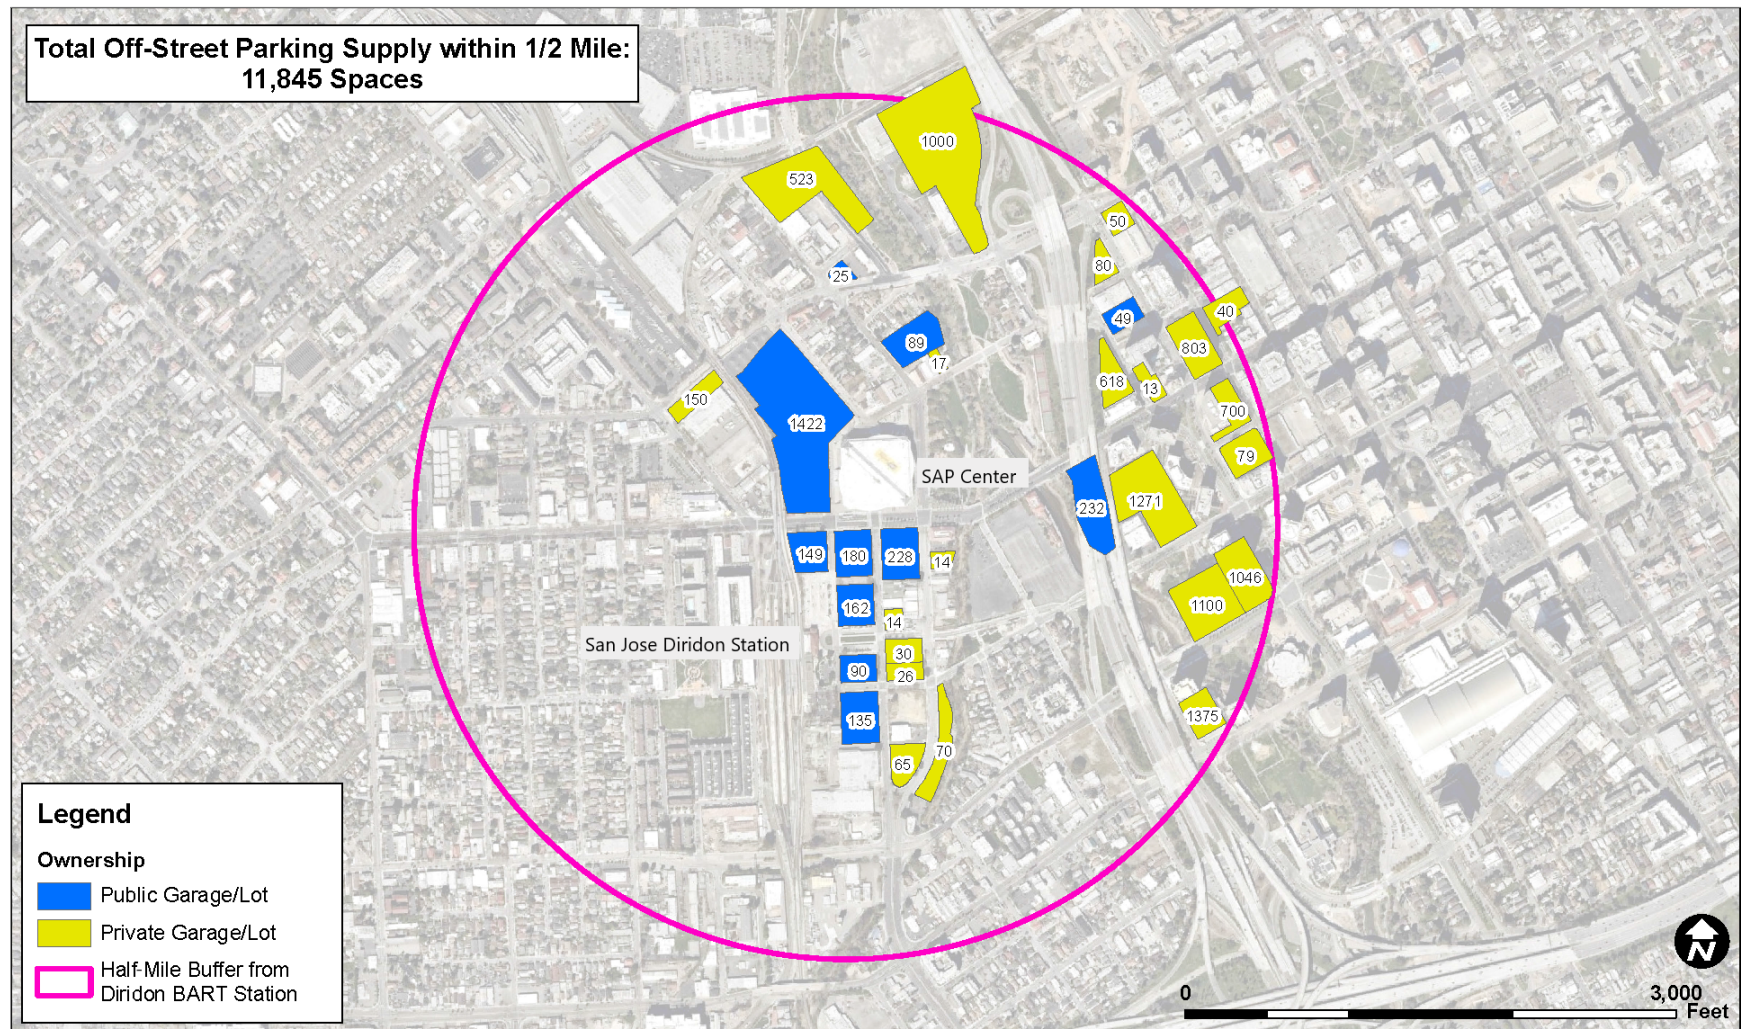 Total Off-Street Parking Supply within 1/2 Mile:
11,845 Spaces
1000
523
50
80
25
40
49
89
803
17
618
13
150
700
1422
79
SAP Center
1271
232
149
180
228
14
1046
162
1100
14
San Jose Diridon Station
30
90
26
1375
135
70
65
Legend
Ownership
Public Garage/Lot
Private Garage/Lot
Half-Mile Buffer from
Diridon BART Station
N
0
3,000
Feet